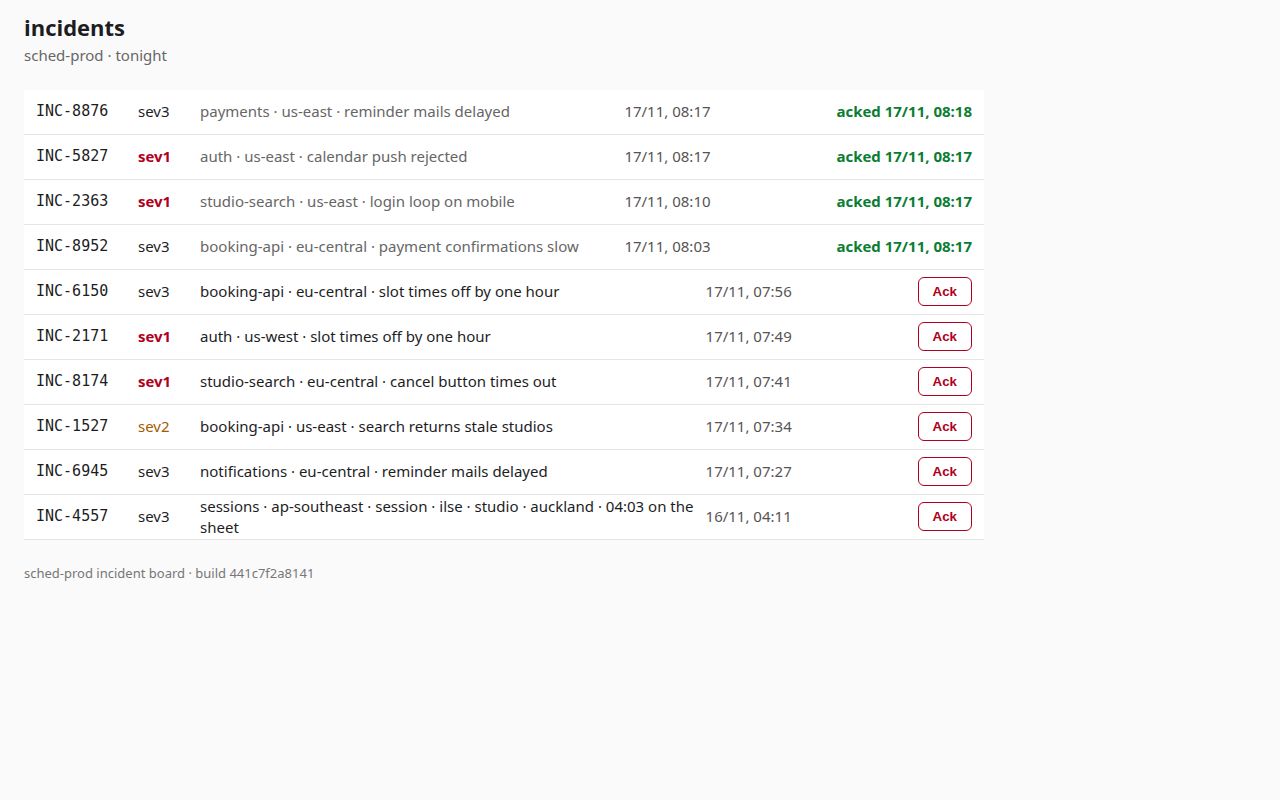 incidents
sched-prod · tonight
INC-8876 sev3 payments · us-east · reminder mails delayed 17/11, 08:17 acked 17/11, 08:18
INC-5827 sev1 auth · us-east · calendar push rejected 17/11, 08:17 acked 17/11, 08:17
INC-2363 sev1 studio-search · us-east · login loop on mobile 17/11, 08:10 acked 17/11, 08:17
INC-8952 sev3 booking-api · eu-central · payment confirmations slow 17/11, 08:03 acked 17/11, 08:17
INC-6150 sev3 booking-api · eu-central · slot times off by one hour 17/11, 07:56 Ack
INC-2171 sev1 auth · us-west · slot times off by one hour 17/11, 07:49 Ack
INC-8174 sev1 studio-search · eu-central · cancel button times out 17/11, 07:41 Ack
INC-1527 sev2 booking-api · us-east · search returns stale studios 17/11, 07:34 Ack
INC-6945 sev3 notifications · eu-central · reminder mails delayed 17/11, 07:27 Ack
INC-4557 sev3 sessions · ap-southeast · session · ilse · studio · auckland · 04:03 on the 16/11, 04:11 Ack
sheet
sched-prod incident board · build 441c7f2a8141